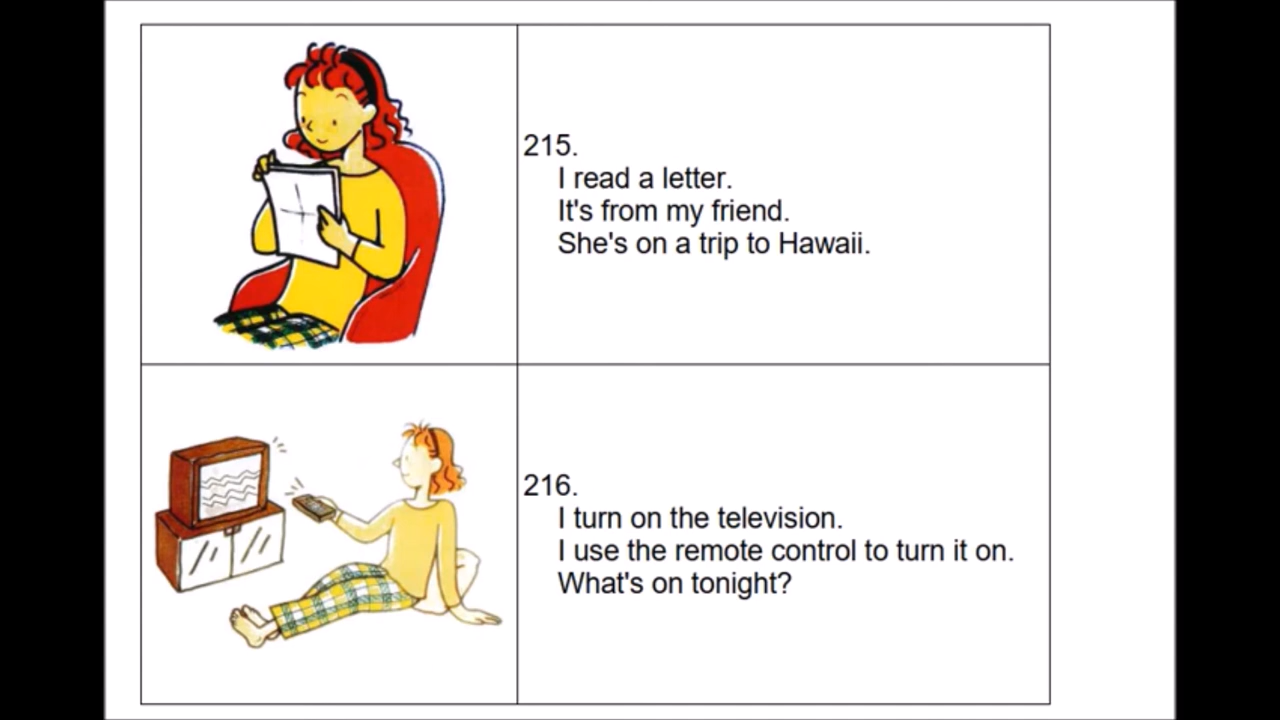 215.
I read a letter.
It's from my friend.
She's on a trip to Hawaii.
216.
I turn on the television.
I use the remote control to turn it on.
What's on tonight?